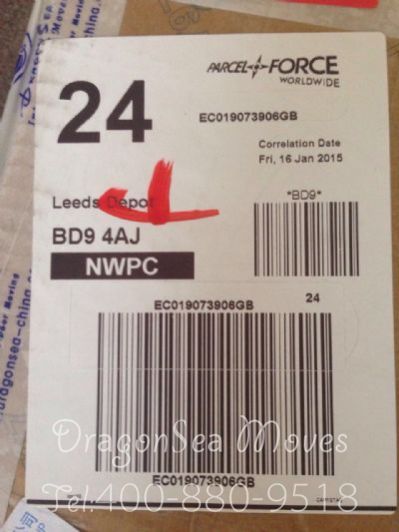 24
PARCEL FORCE
WORLDWIDE
EC019073906GB
Correlation Date
Fri, 16 Jan 2015
Leeds Depot
*BD9*
BD9 4AJ
NWPC
EC019073906GB
24
EC019073906GB
DragonSea Moves
Tel:400-880-9518